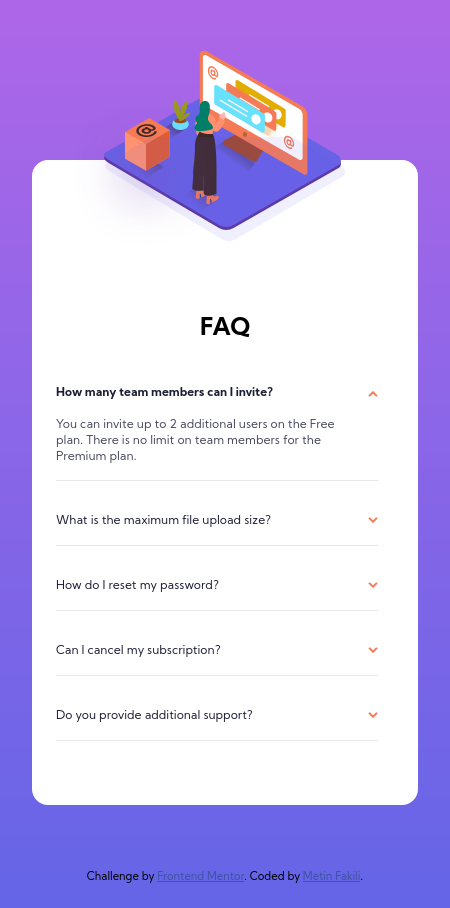 FAQ
How many team members can I invite?
You can invite up to 2 additional users on the Free
plan. There is no limit on team members for the
Premium plan.
What is the maximum file upload size?
How do I reset my password?
Can I cancel my subscription?
Do you provide additional support?
Challenge by Frontend Mentor. Coded by Metin Fakili.